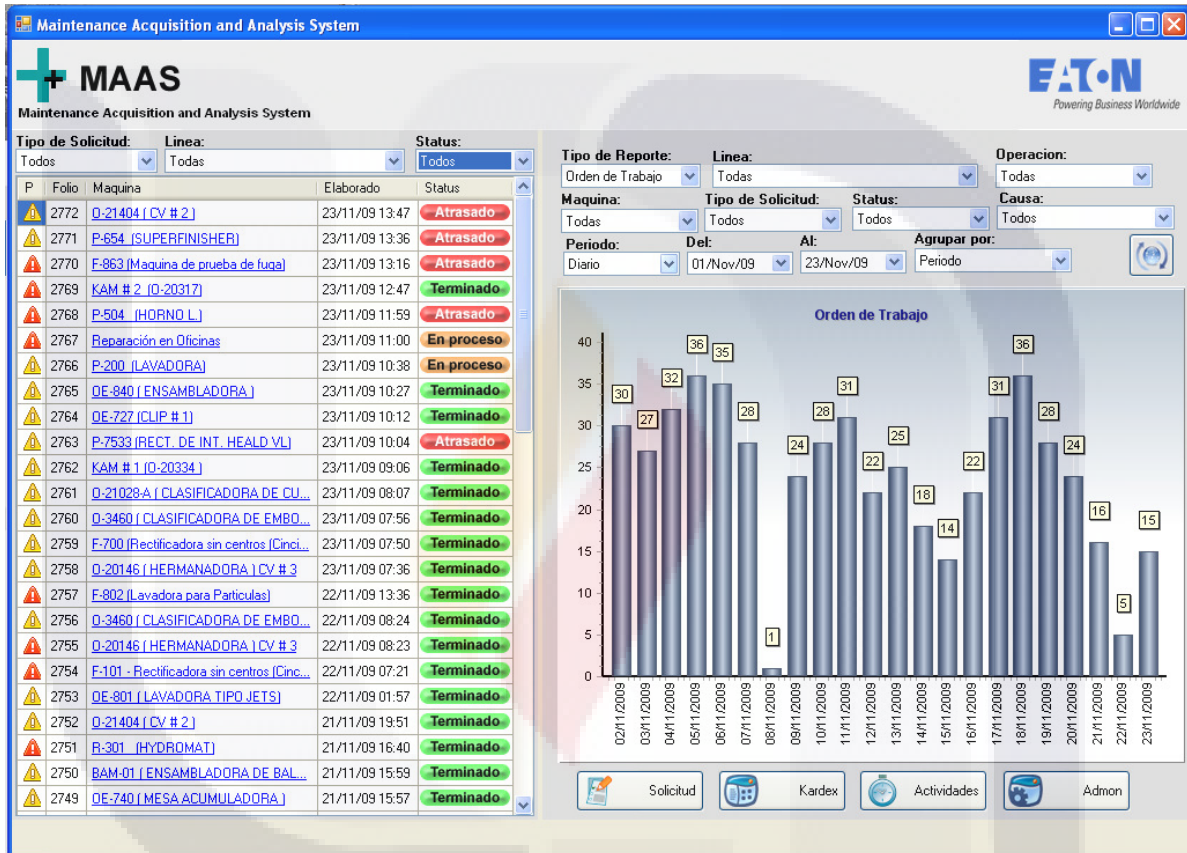 Maintenance Acquisition and Analysis System
MAAS
Maintenance Acquisition and Analysis System
EATON
Powering Business Worldwide
Tipo de Solicitud: Linea: Status:
Todos Todas Todos
P Folio Maquina Elaborado Status
2772 O-21404 ( CV # 2 ) 23/11/09 13:47 Atrasado
2771 P-654 (SUPERFINISHER) 23/11/09 13:36 Atrasado
2770 F-863 (Maquina de prueba de fuga) 23/11/09 13:16 Atrasado
2769 KAM # 2 (O-20317) 23/11/09 12:47 Terminado
2768 P-504 (HORNO L.) 23/11/09 11:59 Atrasado
2767 Reparación en Oficinas 23/11/09 11:00 En proceso
2766 P-200 (LAVADORA) 23/11/09 10:38 En proceso
2765 OE-840 ( ENSAMBLADORA ) 23/11/09 10:27 Terminado
2764 OE-727 (CLIP # 1) 23/11/09 10:12 Terminado
2763 P-7533 (RECT. DE INT. HEALD VL) 23/11/09 10:04 Atrasado
2762 KAM # 1 (O-20334 ) 23/11/09 09:06 Terminado
2761 O-21028-A ( CLASIFICADORA DE CU... 23/11/09 08:07 Terminado
2760 O-3460 ( CLASIFICADORA DE EMBO... 23/11/09 07:56 Terminado
2759 F-700 (Rectificadora sin centros (Cinci... 23/11/09 07:50 Terminado
2758 O-20146 ( HERMANADORA ) CV # 3 23/11/09 07:36 Terminado
2757 F-802 (Lavadora para Particulas) 22/11/09 13:36 Terminado
2756 O-3460 ( CLASIFICADORA DE EMBO... 22/11/09 08:24 Terminado
2755 O-20146 ( HERMANADORA ) CV # 3 22/11/09 08:23 Terminado
2754 F-101 - Rectificadora sin centros (Cinc... 22/11/09 07:21 Terminado
2753 OE-801 ( LAVADORA TIPO JETS) 22/11/09 01:57 Terminado
2752 O-21404 ( CV # 2 ) 21/11/09 19:51 Terminado
2751 R-301 (HYDROMAT) 21/11/09 16:40 Terminado
2750 BAM-01 ( ENSAMBLADORA DE BAL... 21/11/09 15:59 Terminado
2749 OE-740 ( MESA ACUMULADORA ) 21/11/09 15:57 Terminado
Tipo de Reporte: Linea: Operacion:
Orden de Trabajo Todas Todas
Maquina: Tipo de Solicitud: Status: Causa:
Todas Todos Todos Todos
Periodo: Del: Al: Agrupar por:
Diario 01/Nov/09 23/Nov/09 Periodo
Orden de Trabajo
40
35
30
25
20
15
10
5
0
30 27 32 36 35 28 1 24 28 31 22 25 18 14 22 31 36 28 24 16 5 15
02/11/2009 03/11/2009 04/11/2009 05/11/2009 06/11/2009 07/11/2009 08/11/2009 09/11/2009 10/11/2009 11/11/2009 12/11/2009 13/11/2009 14/11/2009 15/11/2009 16/11/2009 17/11/2009 18/11/2009 19/11/2009 20/11/2009 21/11/2009 22/11/2009 23/11/2009
Solicitud Kardex Actividades Admon